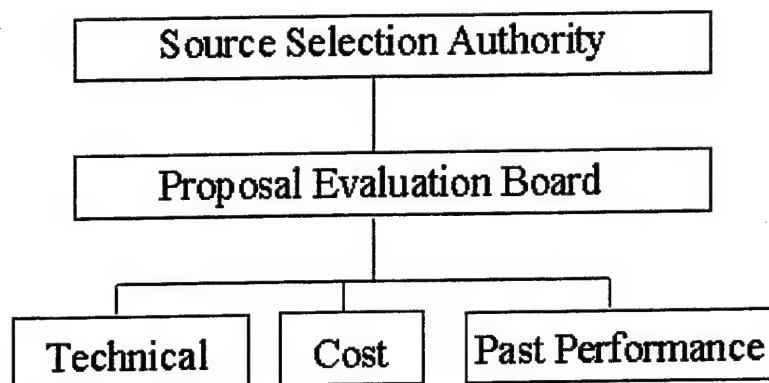 Source Selection Authority
Proposal Evaluation Board
Technical
Cost
Past Performance